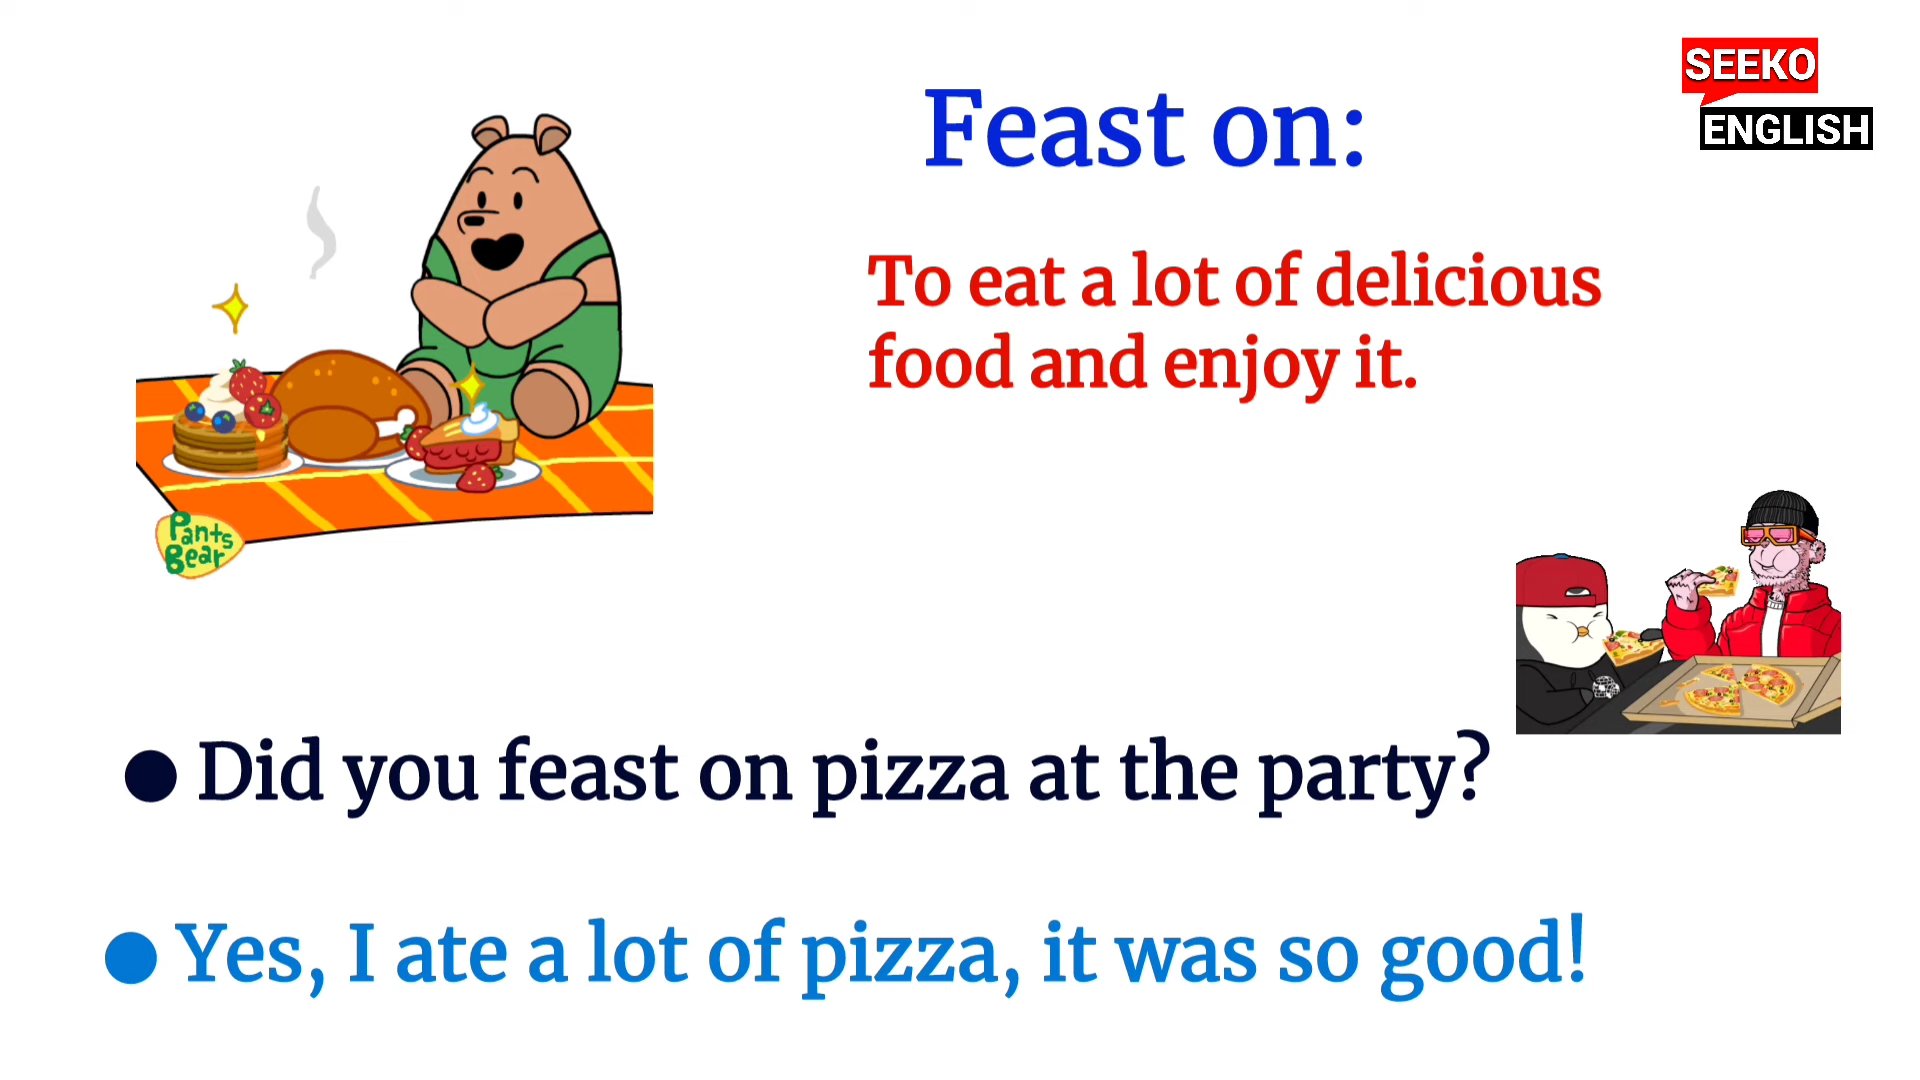 SEEKO
ENGLISH
Feast on:
To eat a lot of delicious
food and enjoy it.
Pants
Bear
● Did you feast on pizza at the party?
● Yes, I ate a lot of pizza, it was so good!